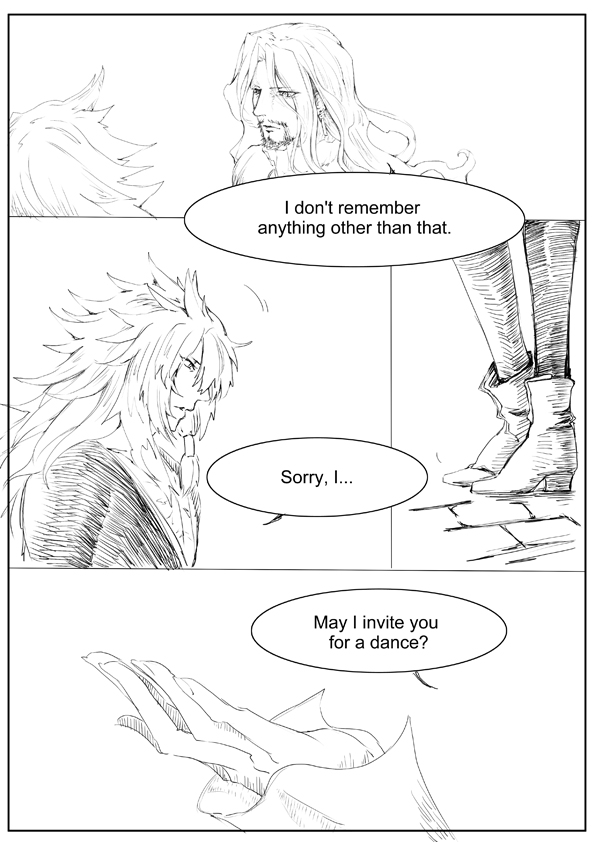 I don't remember
anything other than that.
Sorry, I...
May I invite you
for a dance?